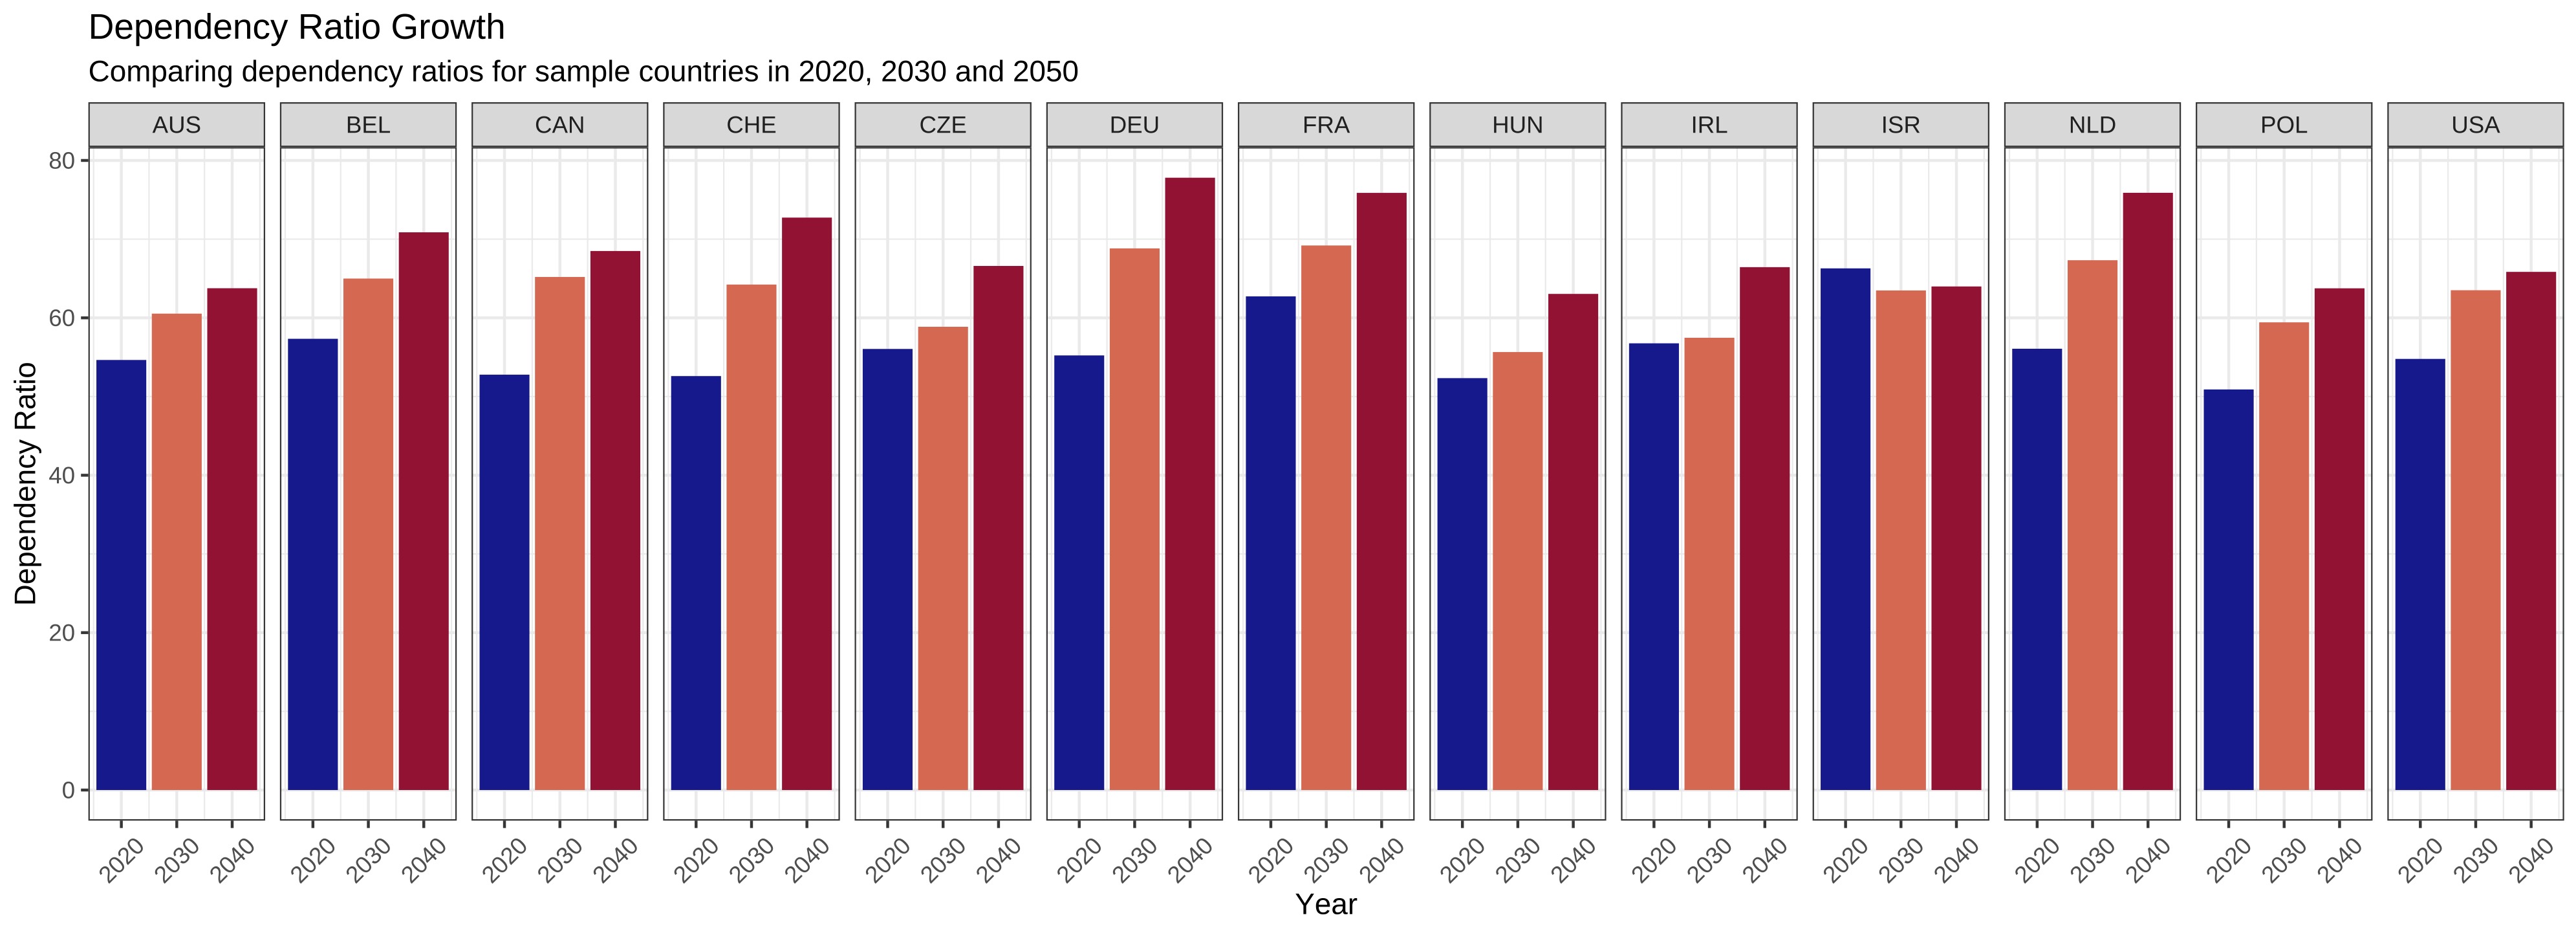 Dependency Ratio Growth
Comparing dependency ratios for sample countries in 2020, 2030 and 2050
AUS BEL CAN CHE CZE DEU FRA HUN IRL ISR NLD POL USA
80
60
40
20
0
Dependency Ratio
2020 2030 2040 2020 2030 2040 2020 2030 2040 2020 2030 2040 2020 2030 2040 2020 2030 2040 2020 2030 2040 2020 2030 2040 2020 2030 2040 2020 2030 2040 2020 2030 2040 2020 2030 2040 2020 2030 2040
Year